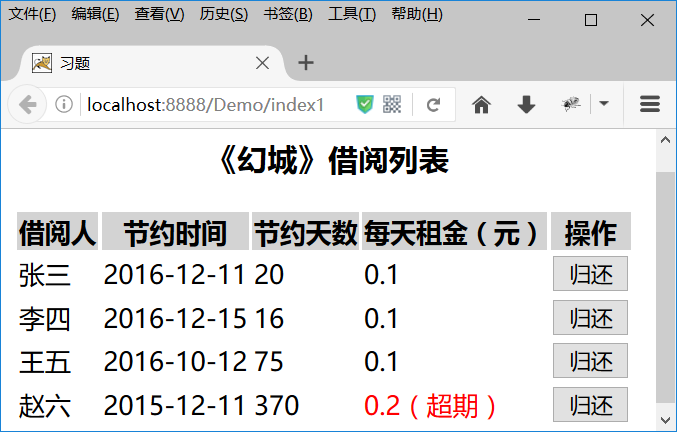 文件(F) 编辑(E) 查看(V) 历史(S) 书签(B) 工具(T) 帮助(H)
习题
localhost:8888/Demo/index1
《幻城》借阅列表
借阅人 节约时间 节约天数 每天租金（元） 操作
张三 2016-12-11 20 0.1 归还
李四 2016-12-15 16 0.1 归还
王五 2016-10-12 75 0.1 归还
赵六 2015-12-11 370 0.2（超期） 归还